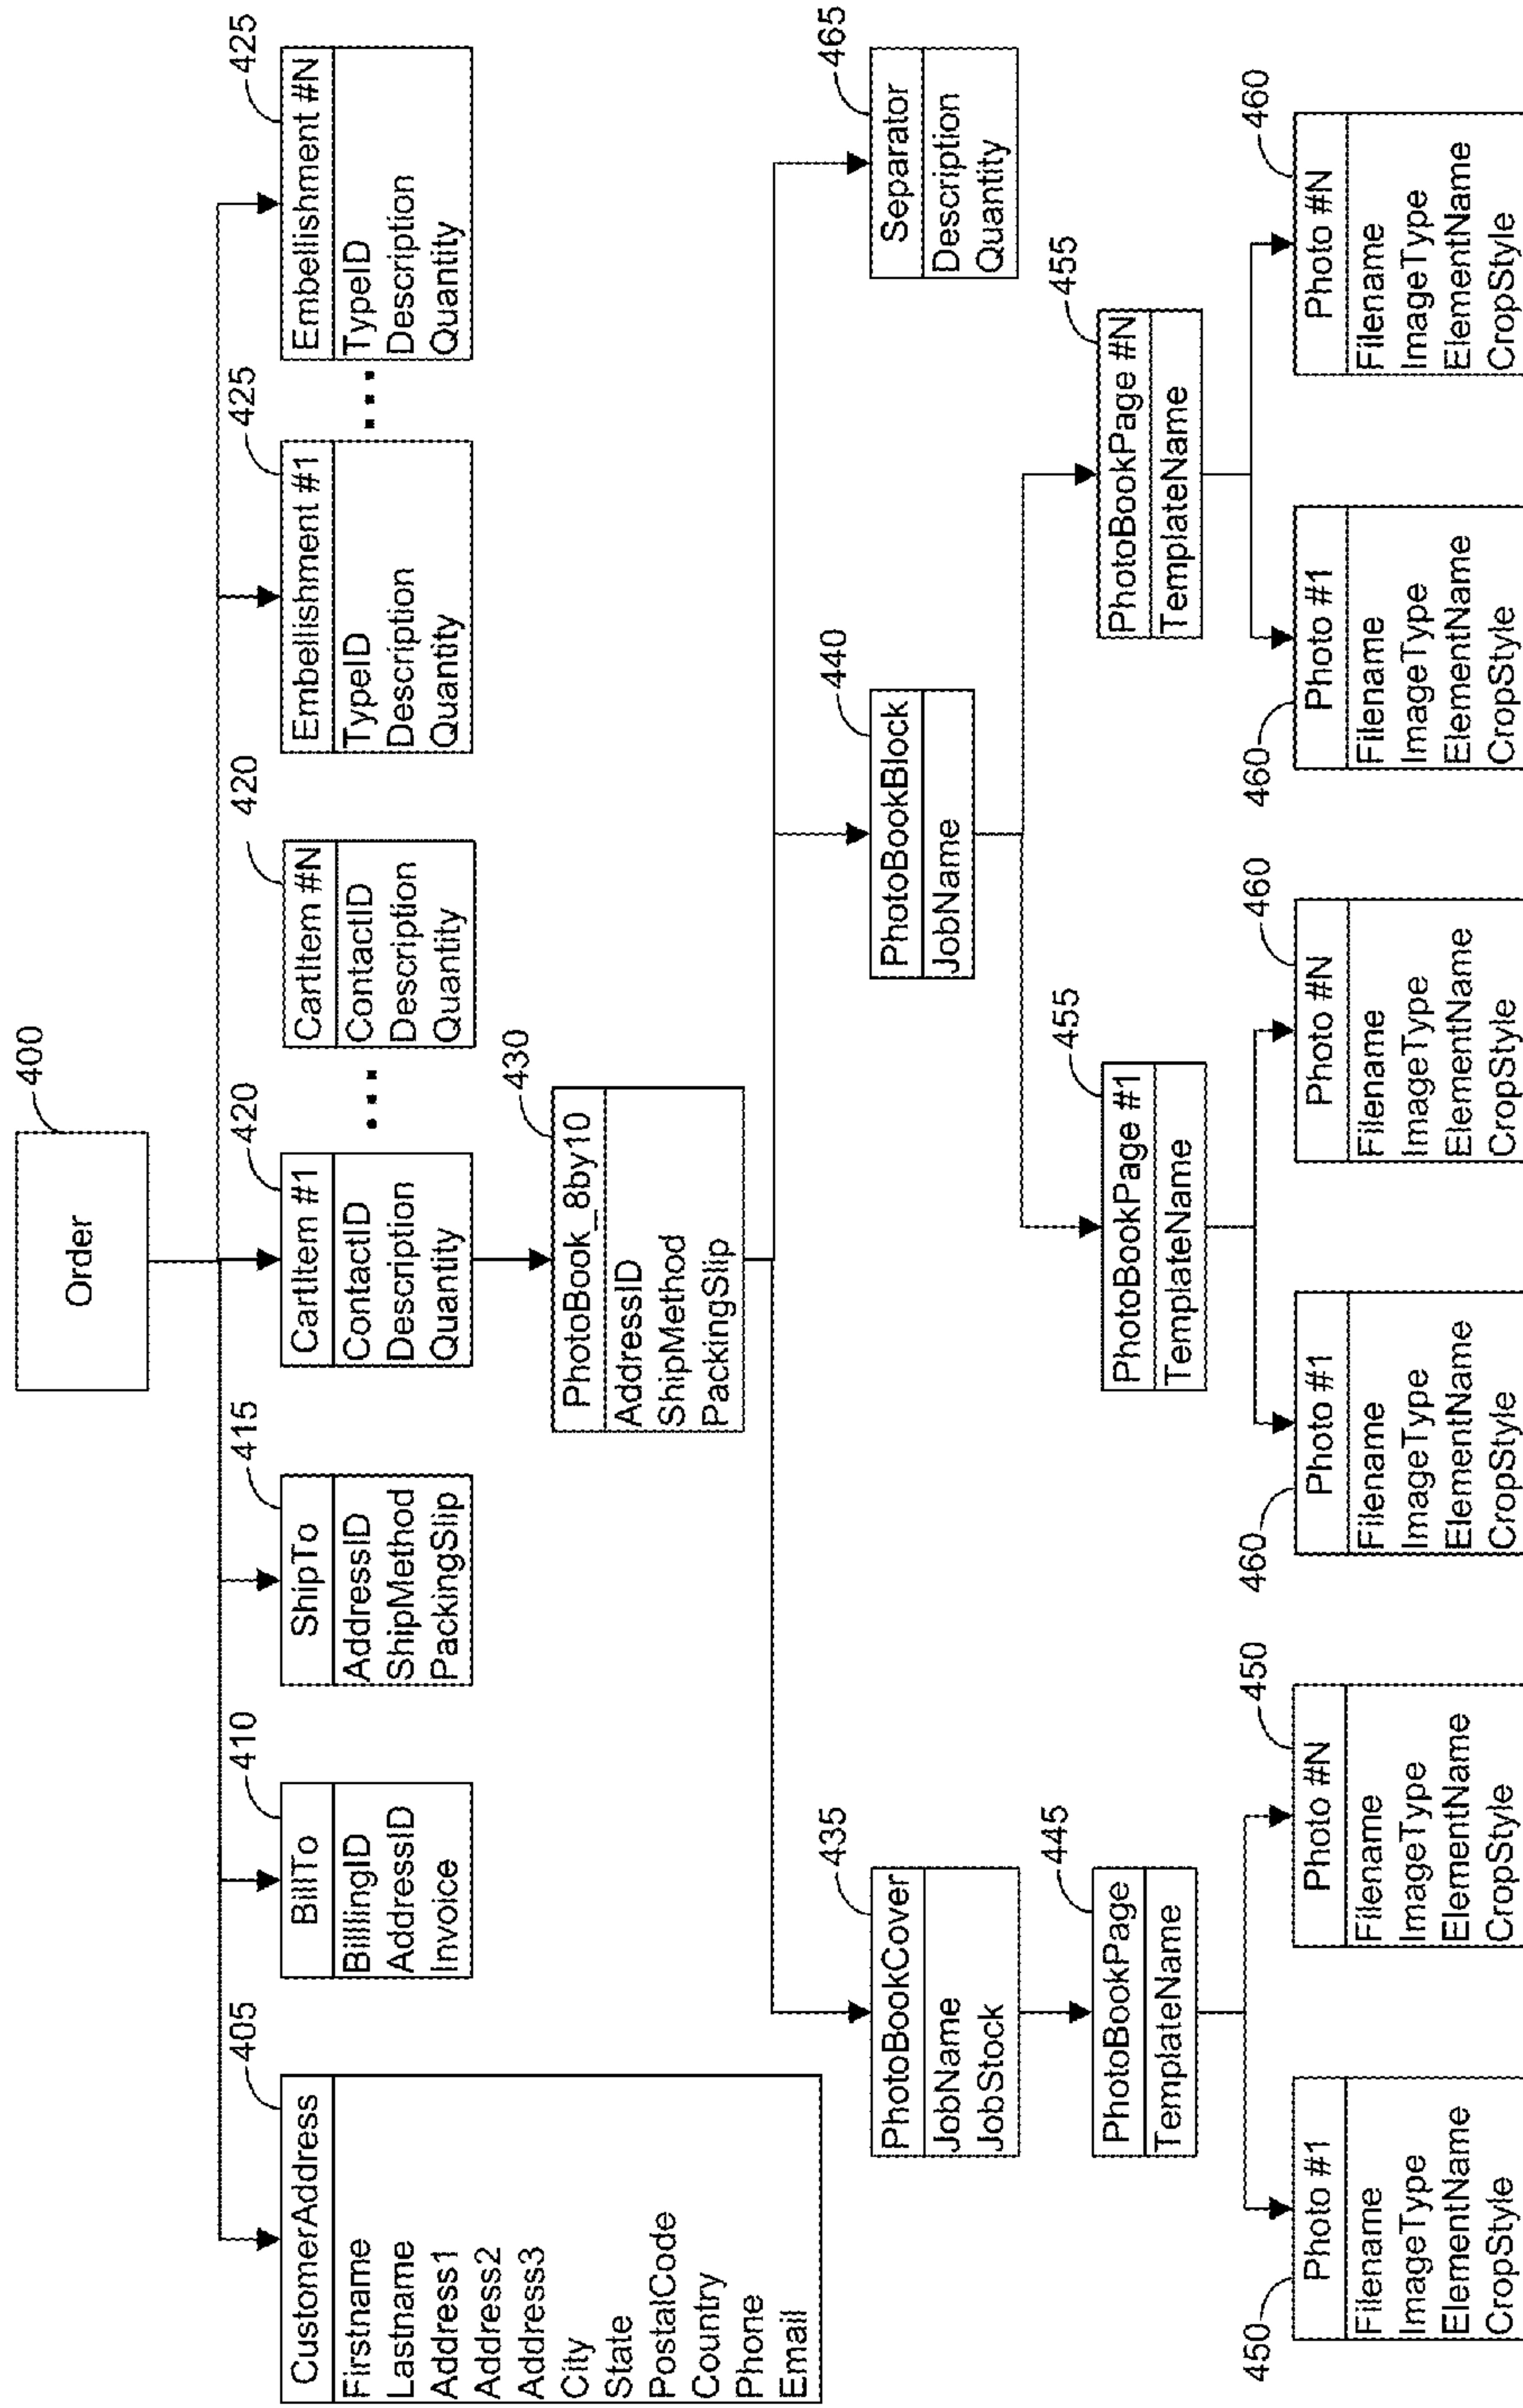 Order
400
CustomerAddress
405
Firstname
Lastname
Address1
Address2
Address3
City
State
PostalCode
Country
Phone
Email
BillTo
410
BilllingID
AddressID
Invoice
ShipTo
415
AddressID
ShipMethod
PackingSlip
CartItem #1
420
ContactID
Description
Quantity
...
CartItem #N
420
ContactID
Description
Quantity
Embellishment #1
425
TypeID
Description
Quantity
...
Embellishment #N
425
TypeID
Description
Quantity
PhotoBook_8by10
430
AddressID
ShipMethod
PackingSlip
PhotoBookCover
435
JobName
JobStock
PhotoBookBlock
440
JobName
Separator
465
Description
Quantity
PhotoBookPage
445
TemplateName
PhotoBookPage #1
455
TemplateName
PhotoBookPage #N
455
TemplateName
Photo #1
450
Filename
ImageType
ElementName
CropStyle
Photo #N
450
Filename
ImageType
ElementName
CropStyle
Photo #1
460
Filename
ImageType
ElementName
CropStyle
Photo #N
460
Filename
ImageType
ElementName
CropStyle
Photo #1
460
Filename
ImageType
ElementName
CropStyle
Photo #N
460
Filename
ImageType
ElementName
CropStyle